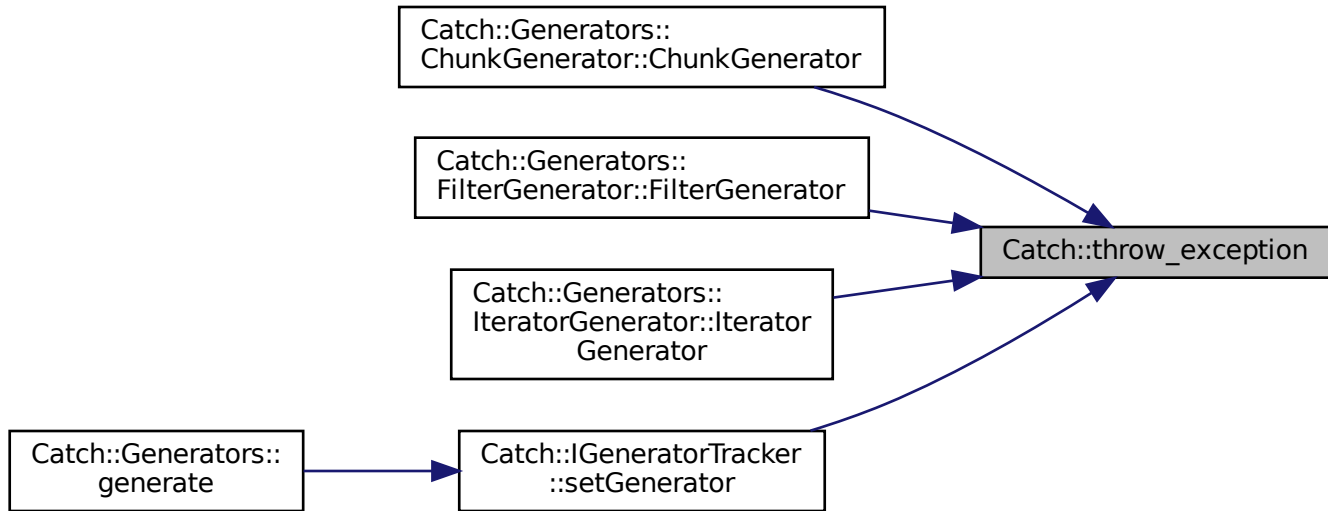 Catch::Generators::
ChunkGenerator::ChunkGenerator
Catch::Generators::
FilterGenerator::FilterGenerator
Catch::throw_exception
Catch::Generators::
IteratorGenerator::Iterator
Generator
Catch::Generators::
generate
Catch::IGeneratorTracker
::setGenerator